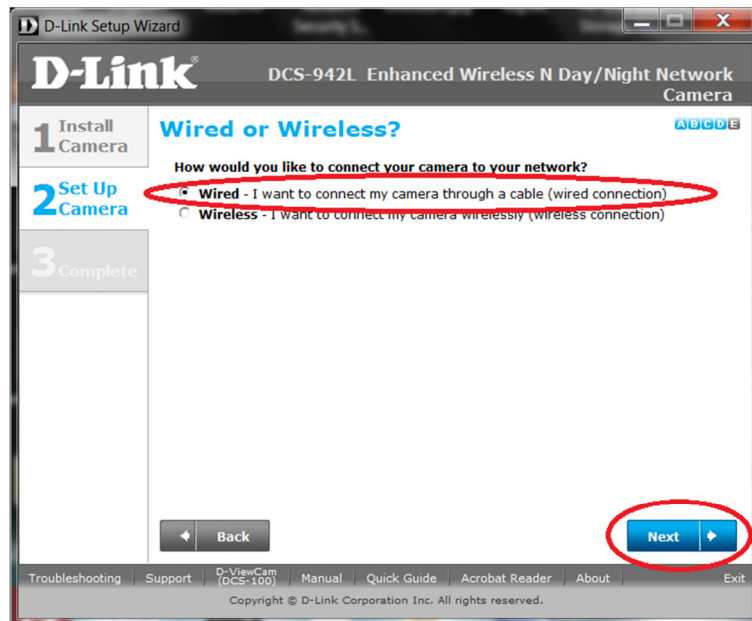 D-Link Setup Wizard
D-Link®
DCS-942L Enhanced Wireless N Day/Night Network
Camera
1 Install
Camera
2 Set Up
Camera
3 Complete
Wired or Wireless?
A B C D E
How would you like to connect your camera to your network?
Wired - I want to connect my camera through a cable (wired connection)
Wireless - I want to connect my camera wirelessly (wireless connection)
Back
Next
Troubleshooting
Support
D-ViewCam
(DCS-100)
Manual
Quick Guide
Acrobat Reader
About
Exit
Copyright © D-Link Corporation Inc. All rights reserved.